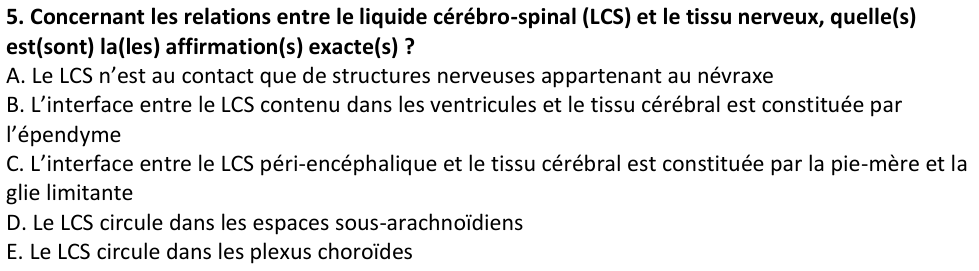 5. Concernant les relations entre le liquide cérébro-spinal (LCS) et le tissu nerveux, quelle(s)
est(sont) la(les) affirmation(s) exacte(s) ?
A. Le LCS n’est au contact que de structures nerveuses appartenant au névraxe
B. L’interface entre le LCS contenu dans les ventricules et le tissu cérébral est constituée par
l’épendyme
C. L’interface entre le LCS péri-encéphalique et le tissu cérébral est constituée par la pie-mère et la
glie limitante
D. Le LCS circule dans les espaces sous-arachnoïdiens
E. Le LCS circule dans les plexus choroïdes